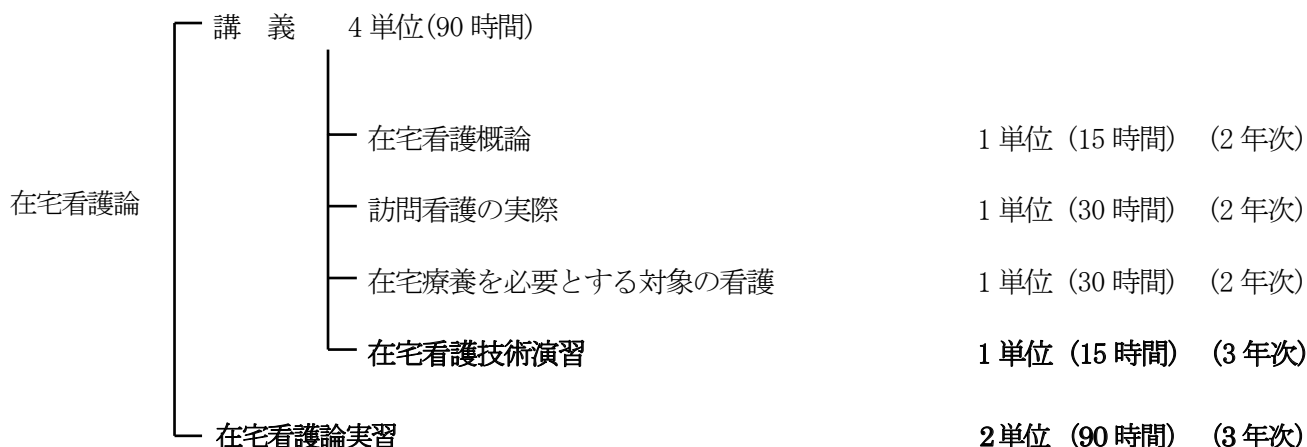 講 義 4単位(90時間)
在宅看護概論 1単位(15時間) (2年次)
在宅看護論
訪問看護の実際 1単位(30時間) (2年次)
在宅療養を必要とする対象の看護 1単位(30時間) (2年次)
在宅看護技術演習 1単位(15時間) (3年次)
在宅看護論実習 2単位(90時間) (3年次)